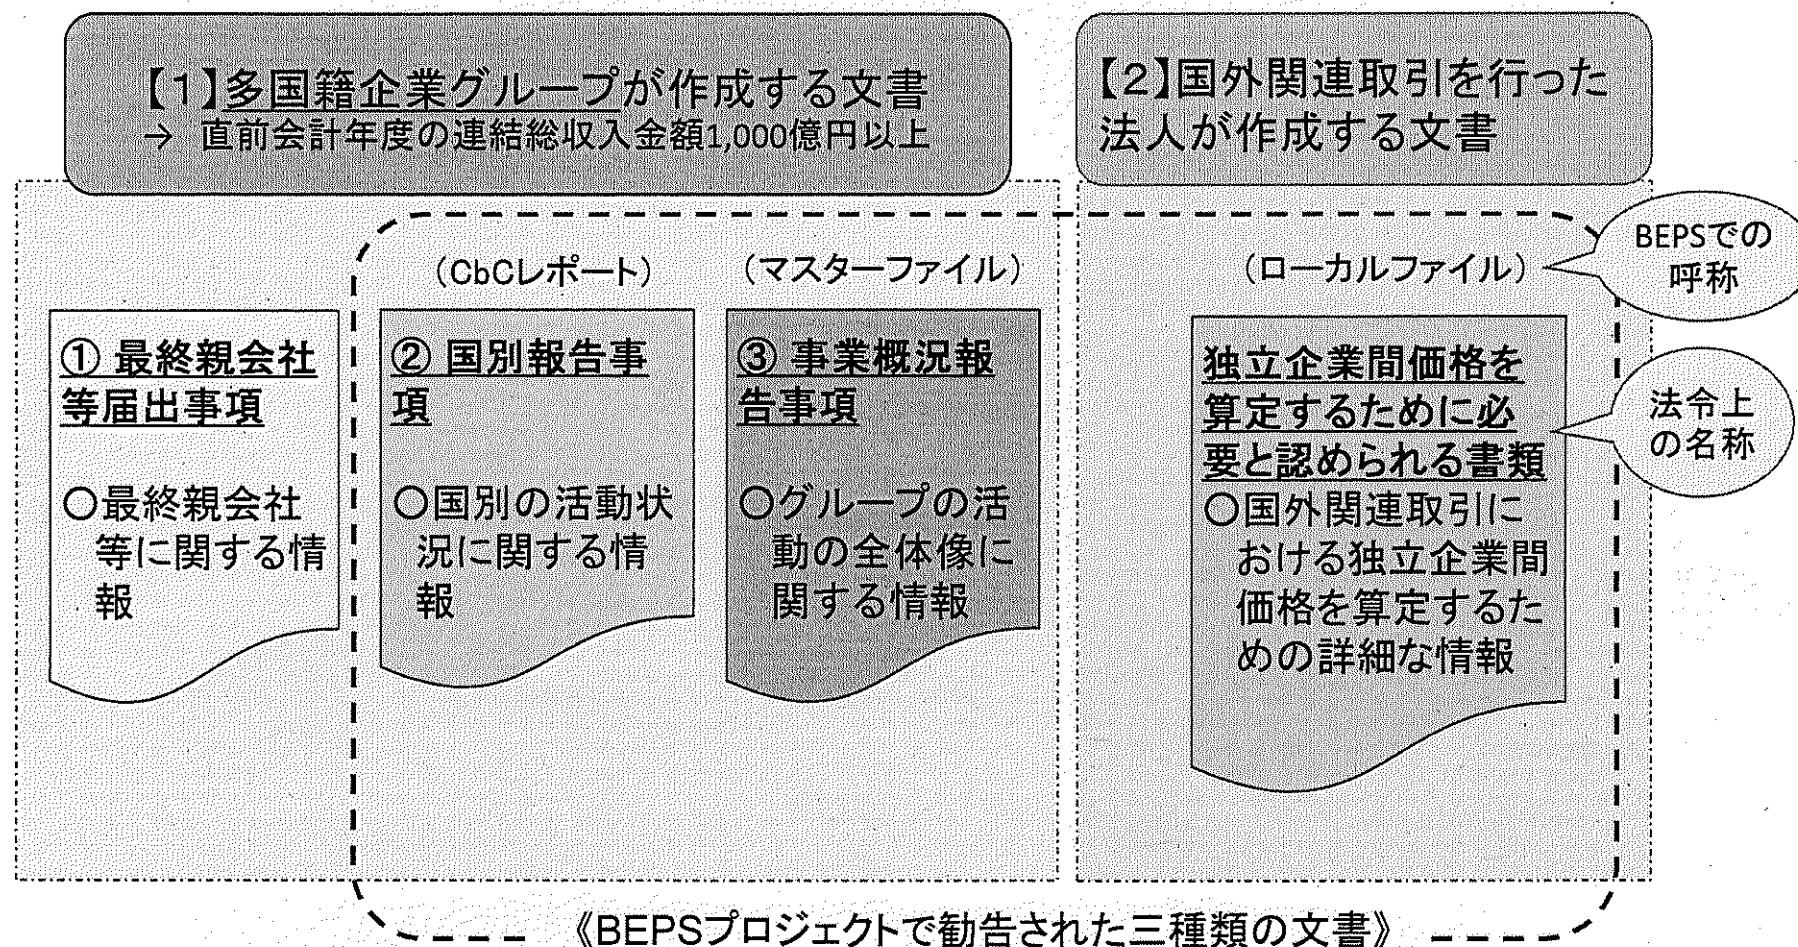 【1】多国籍企業グループが作成する文書
→ 直前会計年度の連結総収入金額1,000億円以上
【2】国外関連取引を行った
法人が作成する文書
(CbCレポート)
(マスターファイル)
(ローカルファイル)
BEPSでの
呼称
① 最終親会社
等届出事項
○最終親会社
等に関する情
報
② 国別報告事
項
○国別の活動状
況に関する情
報
③ 事業概況報
告事項
○グループの活
動の全体像に
関する情報
独立企業間価格を
算定するために必
要と認められる書類
○国外関連取引に
おける独立企業間
価格を算定するた
めの詳細な情報
法令上
の名称
《BEPSプロジェクトで勧告された三種類の文書》